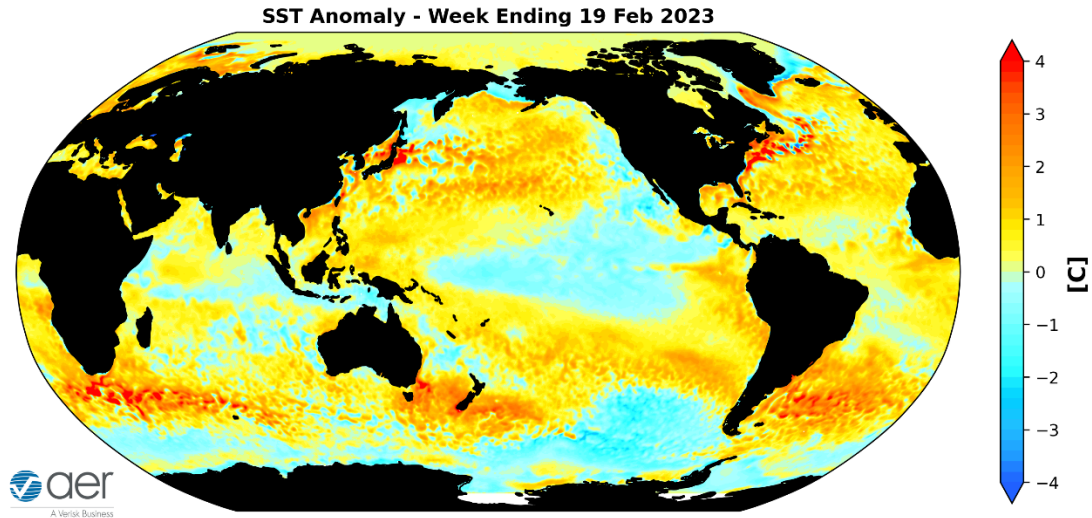 SST Anomaly - Week Ending 19 Feb 2023
4
3
2
1
0
−1
−2
−3
−4
[C]
aer
A Verisk Business